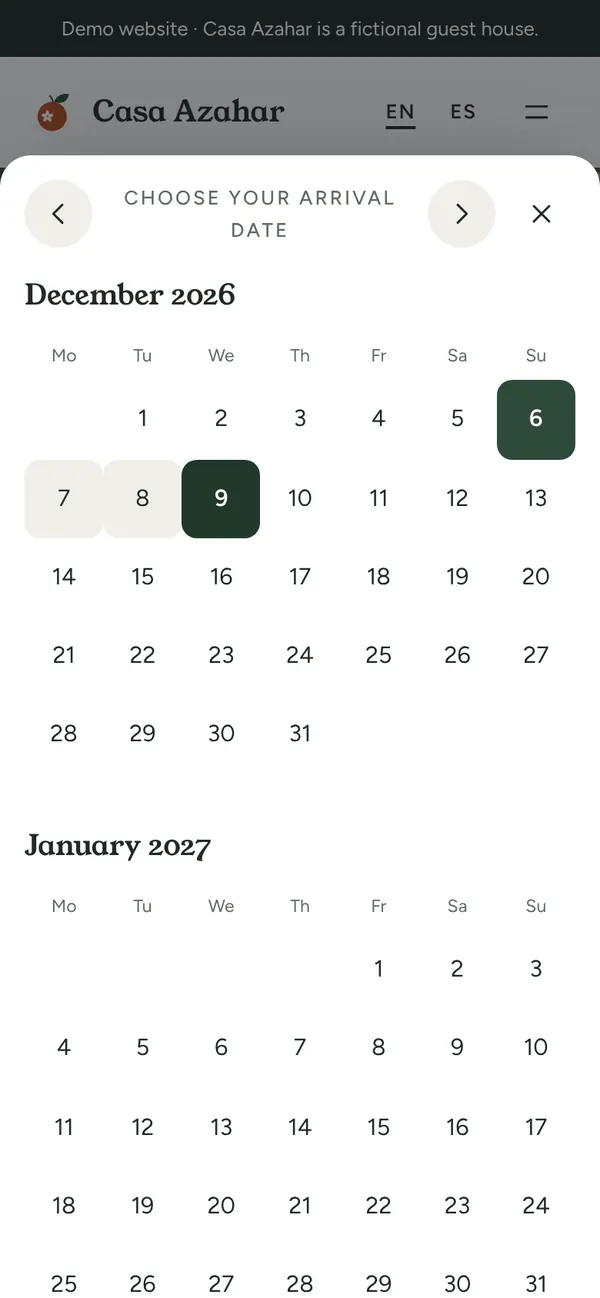 Demo website · Casa Azahar is a fictional guest house.
Casa Azahar EN ES
CHOOSE YOUR ARRIVAL
DATE
December 2026
Mo Tu We Th Fr Sa Su
1 2 3 4 5 6
7 8 9 10 11 12 13
14 15 16 17 18 19 20
21 22 23 24 25 26 27
28 29 30 31
January 2027
Mo Tu We Th Fr Sa Su
1 2 3
4 5 6 7 8 9 10
11 12 13 14 15 16 17
18 19 20 21 22 23 24
25 26 27 28 29 30 31